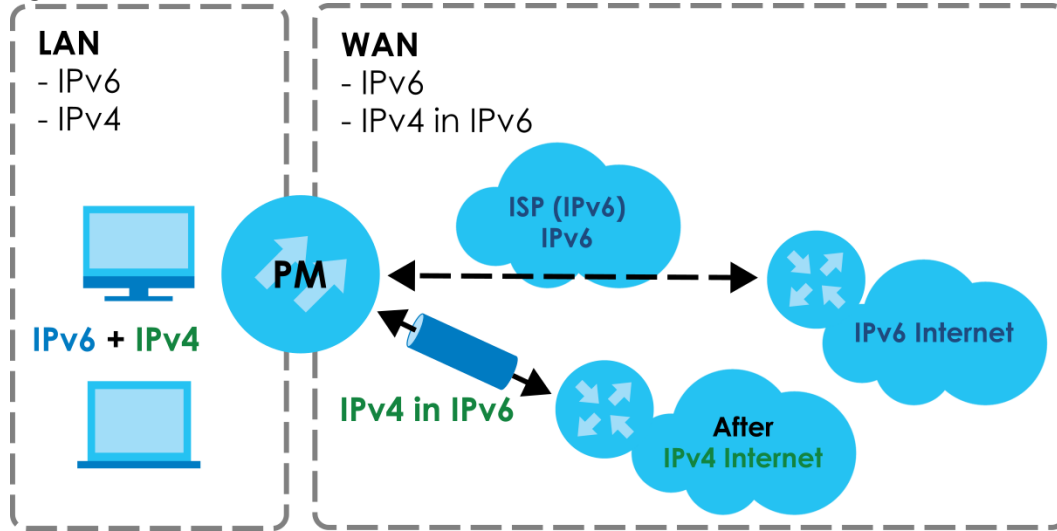 LAN
- IPv6
- IPv4
WAN
- IPv6
- IPv4 in IPv6
ISP (IPv6)
IPv6
PM
IPv6 + IPv4
IPv6 Internet
IPv4 in IPv6
After
IPv4 Internet